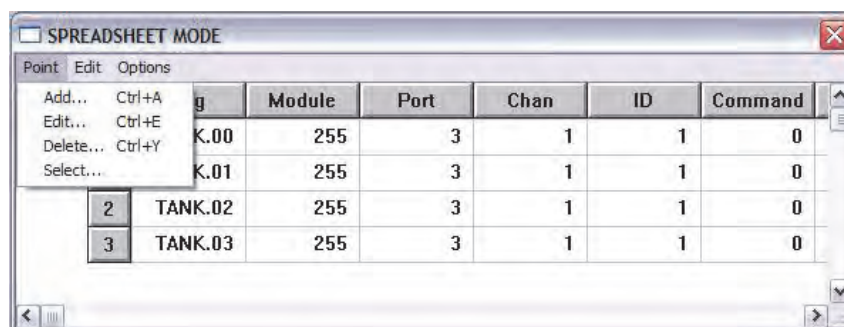 SPREADSHEET MODE
Point Edit Options
Add... Ctrl+A
Edit... Ctrl+E
Delete... Ctrl+Y
Select...
g Module Port Chan ID Command
K.00 255 3 1 1 0
K.01 255 3 1 1 0
2 TANK.02 255 3 1 1 0
3 TANK.03 255 3 1 1 0